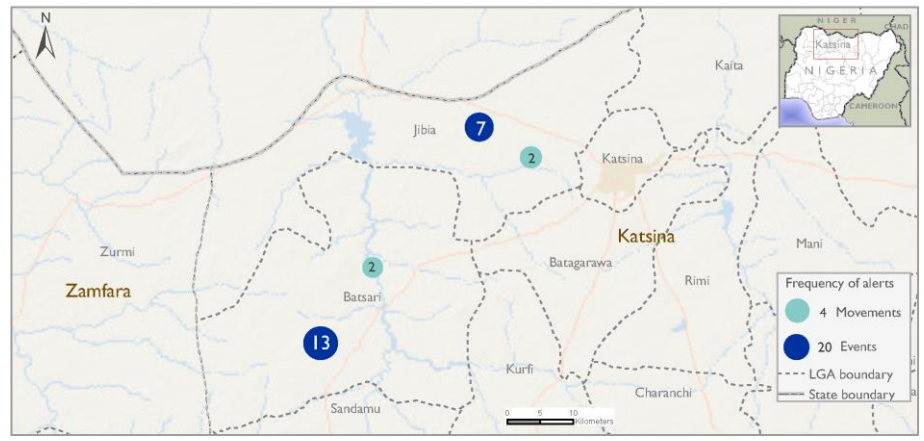 N
NIGER
CHAD
Katsina
NIGERIA
CAMEROON
Kaita
Jibia
7
2
Katsina
Zurmi
Zamfara
2
Batsari
13
Katsina
Batagarawa
Rimi
Mani
Kurfi
Charanchi
Sandamu
0 5 10
Kilometers
Frequency of alerts
4 Movements
20 Events
LGA boundary
State boundary